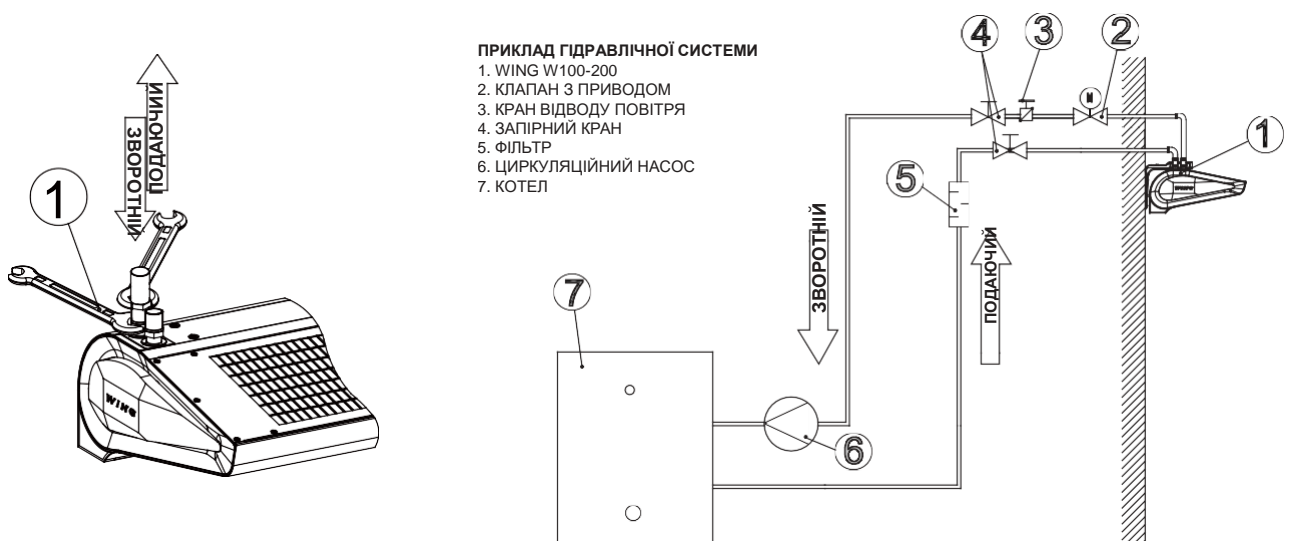 ПРИКЛАД ГІДРАВЛІЧНОЇ СИСТЕМИ
1. WING W100-200
2. КЛАПАН З ПРИВОДОМ
3. КРАН ВІДВОДУ ПОВІТРЯ
4. ЗАПІРНИЙ КРАН
5. ФІЛЬТР
6. ЦИРКУЛЯЦІЙНИЙ НАСОС
7. КОТЕЛ
ЗВОРОТНІЙ
ПОДАЮЧИЙ
1
WING
4
3
2
M
1
WING
5
ЗВОРОТНІЙ
ПОДАЮЧИЙ
7
6